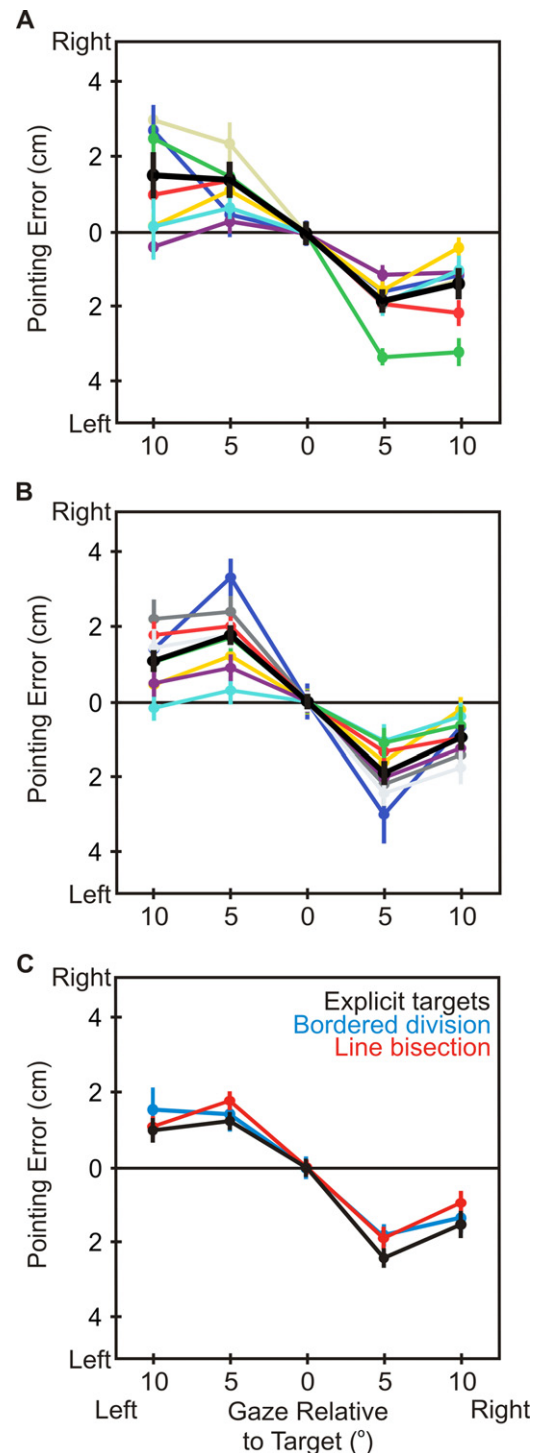 A
Right
4
2
0
2
4
Left
Pointing Error (cm)
10 5 0 5 10
B
Right
4
2
0
2
4
Left
Pointing Error (cm)
10 5 0 5 10
C
Right
Explicit targets
Bordered division
Line bisection
4
2
0
2
4
Left
Pointing Error (cm)
10 5 0 5 10
Left Gaze Relative Right
to Target (°)